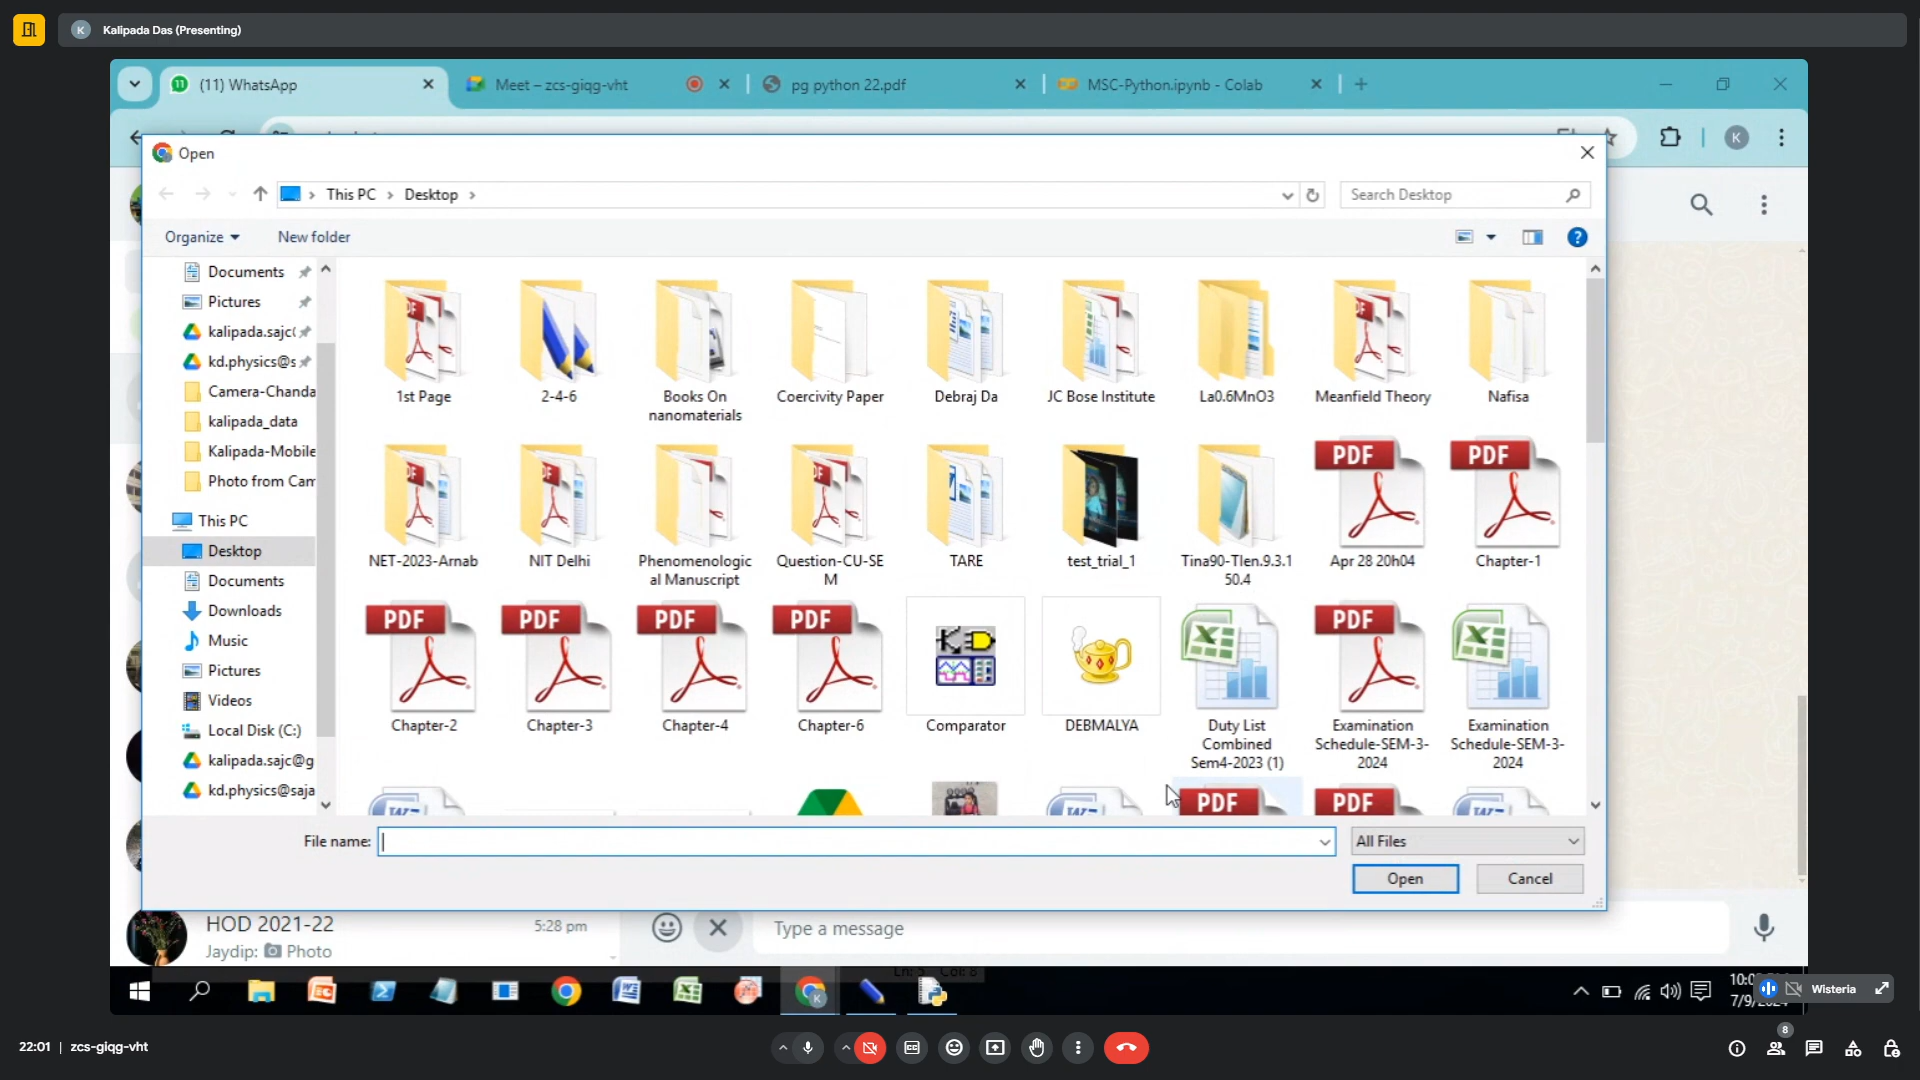 K Kalipada Das (Presenting)
(11) WhatsApp
Meet – zcs-giqg-vht
pg python 22.pdf
MSC-Python.ipynb - Colab
K
Open
This PC
Desktop
Search Desktop
Organize
New folder
Documents
Pictures
kalipada.sajc(
kd.physics@s
Camera-Chanda
kalipada_data
Kalipada-Mobile
Photo from Cam
This PC
Desktop
Documents
Downloads
Music
Pictures
Videos
Local Disk (C:)
kalipada.sajc@g
kd.physics@saja
1st Page
2-4-6
Books On
nanomaterials
Coercivity Paper
Debraj Da
JC Bose Institute
La0.6MnO3
Meanfield Theory
Nafisa
NET-2023-Arnab
NIT Delhi
Phenomenologic
al Manuscript
Question-CU-SE
M
TARE
test_trial_1
Tina90-Tlen.9.3.1
50.4
PDF
Apr 28 20h04
PDF
Chapter-1
PDF
Chapter-2
PDF
Chapter-3
PDF
Chapter-4
PDF
Chapter-6
Comparator
DEBMALYA
Duty List
Combined
Sem4-2023 (1)
PDF
Examination
Schedule-SEM-3-
2024
Examination
Schedule-SEM-3-
2024
PDF
PDF
File name:
All Files
Open
Cancel
HOD 2021-22
5:28 pm
Jaydip: Photo
Type a message
Ln: 5 Col: 8
Wisteria
22:01 | zcs-giqg-vht
8